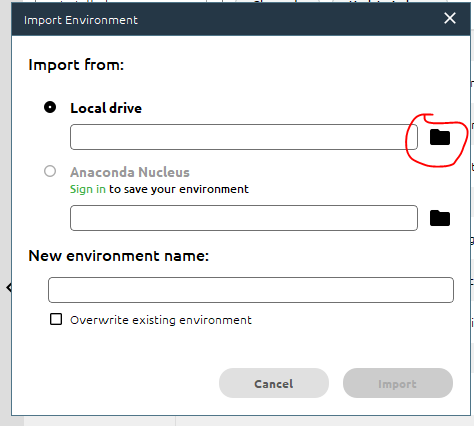 Import Environment
Import from:
Local drive
Anaconda Nucleus
Sign in to save your environment
New environment name:
Overwrite existing environment
Cancel
Import